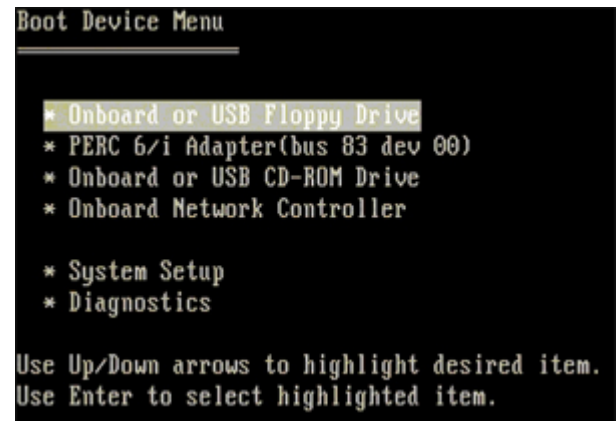 Boot Device Menu
* Onboard or USB Floppy Drive
* PERC 6/i Adapter(bus 83 dev 00)
* Onboard or USB CD-ROM Drive
* Onboard Network Controller
* System Setup
* Diagnostics
Use Up/Down arrows to highlight desired item.
Use Enter to select highlighted item.